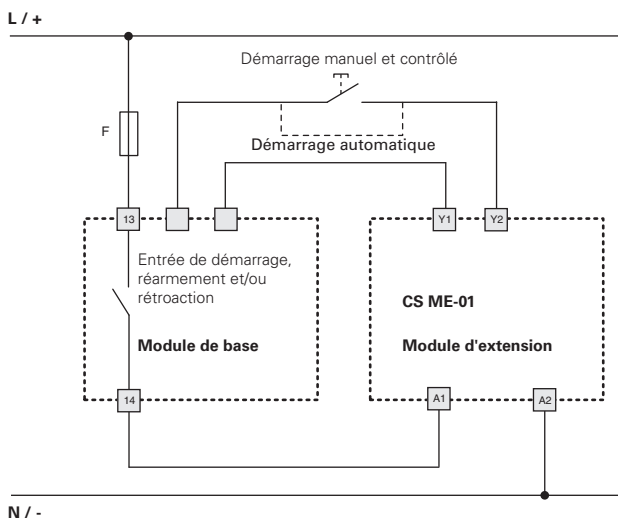 L / +
Démarrage manuel et contrôlé
F
Démarrage automatique
13
Y1
Y2
Entrée de démarrage,
réarmement et/ou
rétroaction
CS ME-01
Module de base
Module d'extension
14
A1
A2
N / -